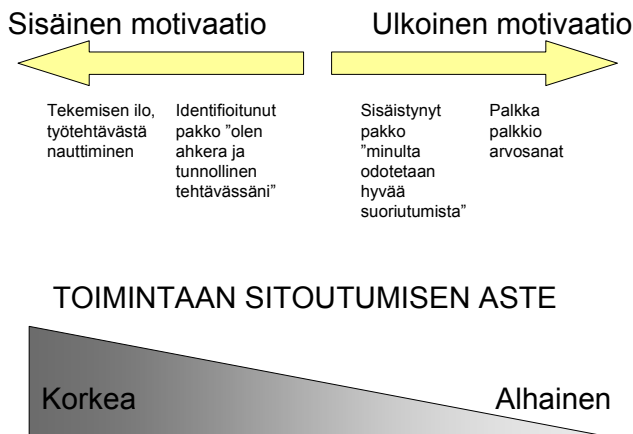 Sisäinen motivaatio
Ulkoinen motivaatio
Tekemisen ilo,
työtehtävästä
nauttiminen
Identifioitunut
pakko ”olen
ahkera ja
tunnollinen
tehtävässäni”
Sisäistynyt
pakko
”minulta
odotetaan
hyvää
suoriutumista”
Palkka
palkkio
arvosanat
TOIMINTAAN SITOUTUMISEN ASTE
Korkea
Alhainen